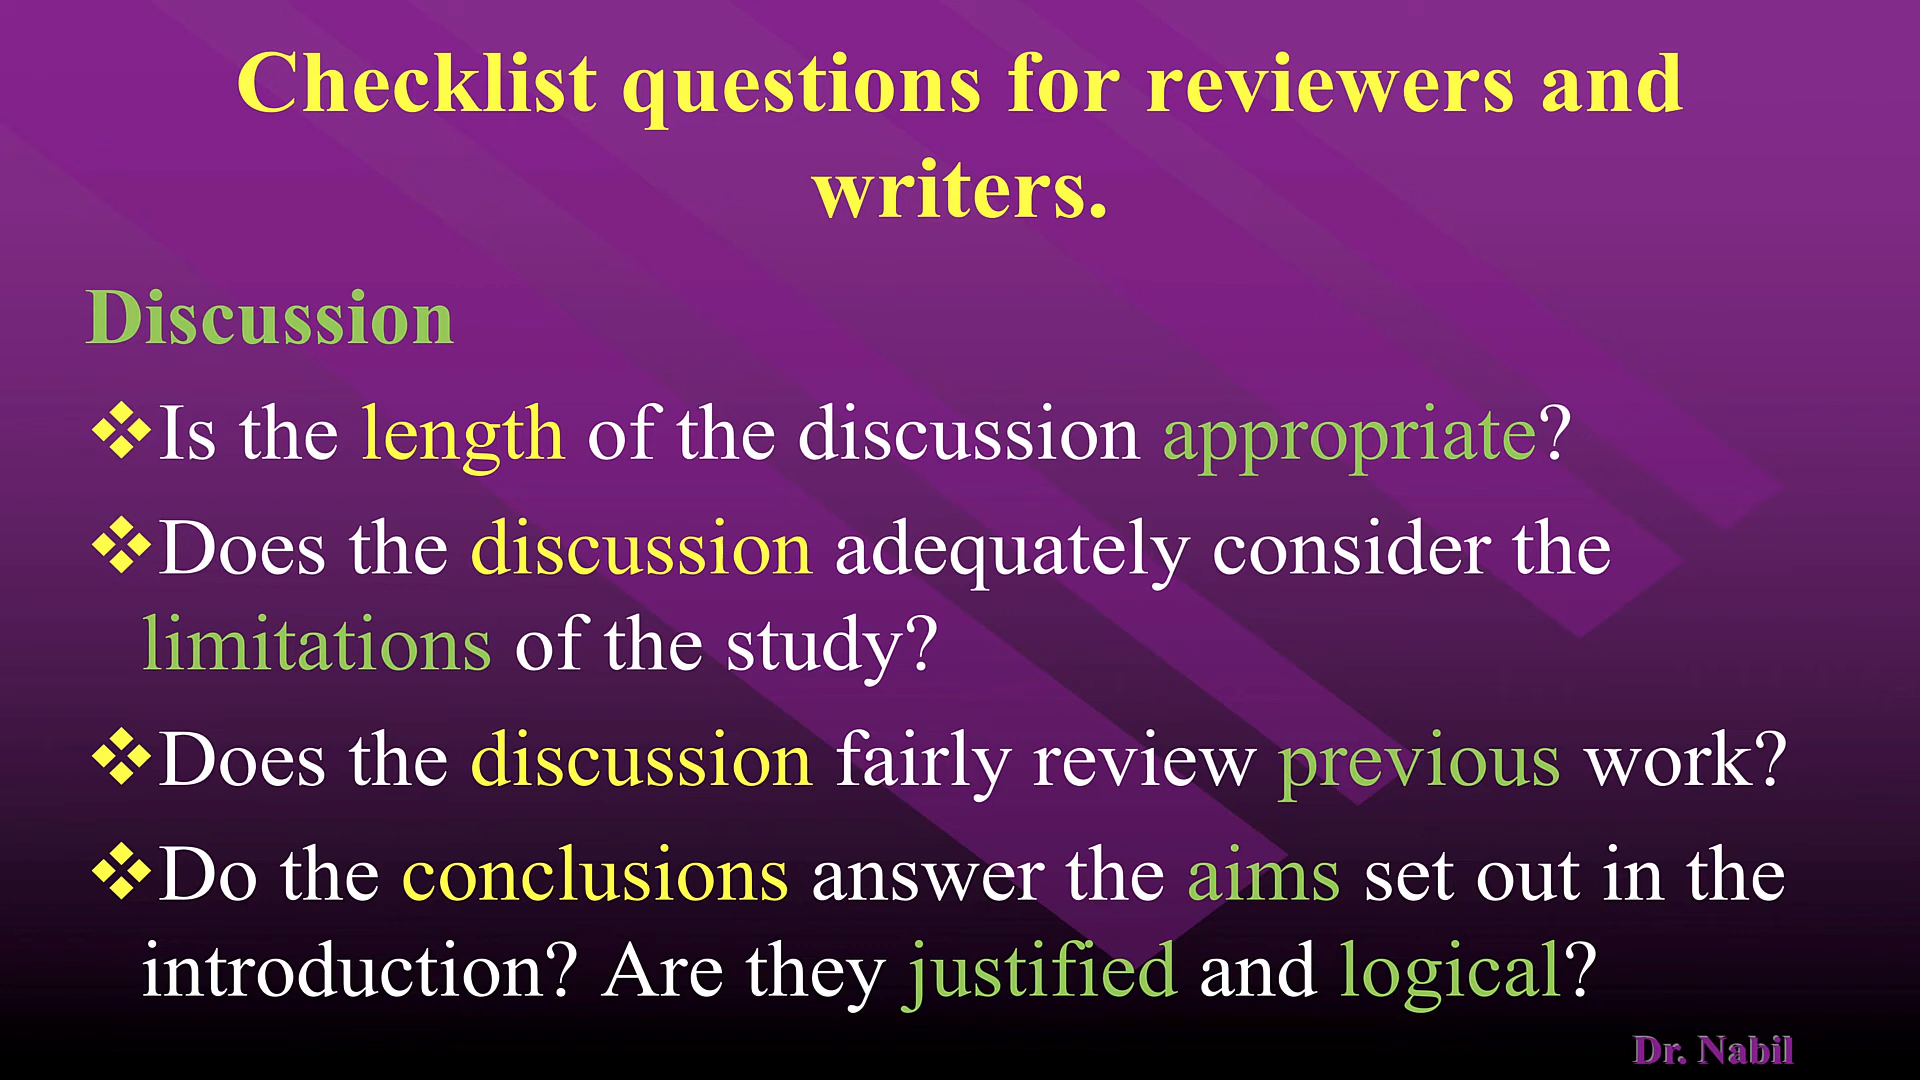 Checklist questions for reviewers and
writers.
Discussion
❖Is the length of the discussion appropriate?
❖Does the discussion adequately consider the
limitations of the study?
❖Does the discussion fairly review previous work?
❖Do the conclusions answer the aims set out in the
introduction? Are they justified and logical?
Dr. Nabil